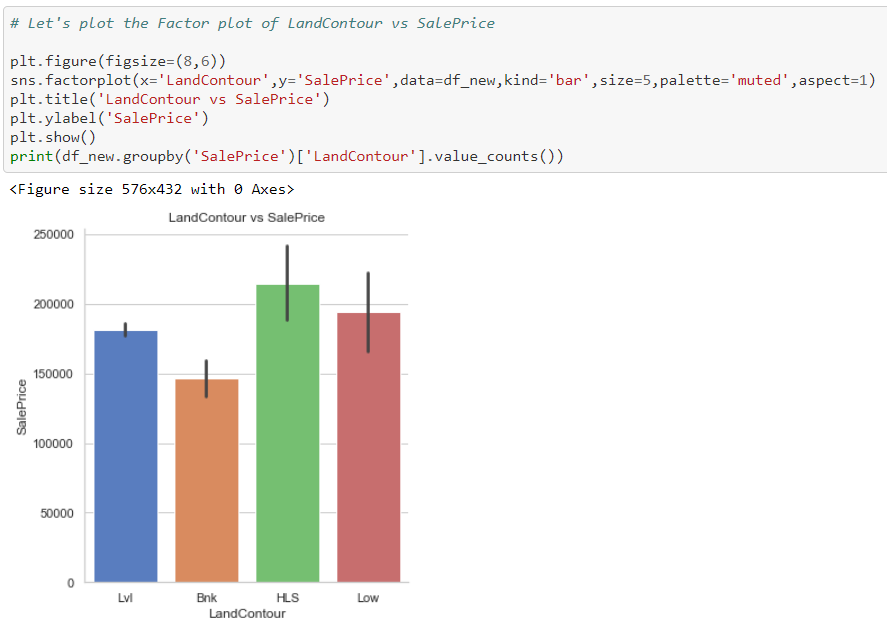 # Let's plot the Factor plot of LandContour vs SalePrice
plt.figure(figsize=(8,6))
sns.factorplot(x='LandContour',y='SalePrice',data=df_new,kind='bar',size=5,palette='muted',aspect=1)
plt.title('LandContour vs SalePrice')
plt.ylabel('SalePrice')
plt.show()
print(df_new.groupby('SalePrice')['LandContour'].value_counts())
<Figure size 576x432 with 0 Axes>
LandContour vs SalePrice
250000
200000
150000
100000
50000
0
SalePrice
Lvl Bnk HLS Low
LandContour